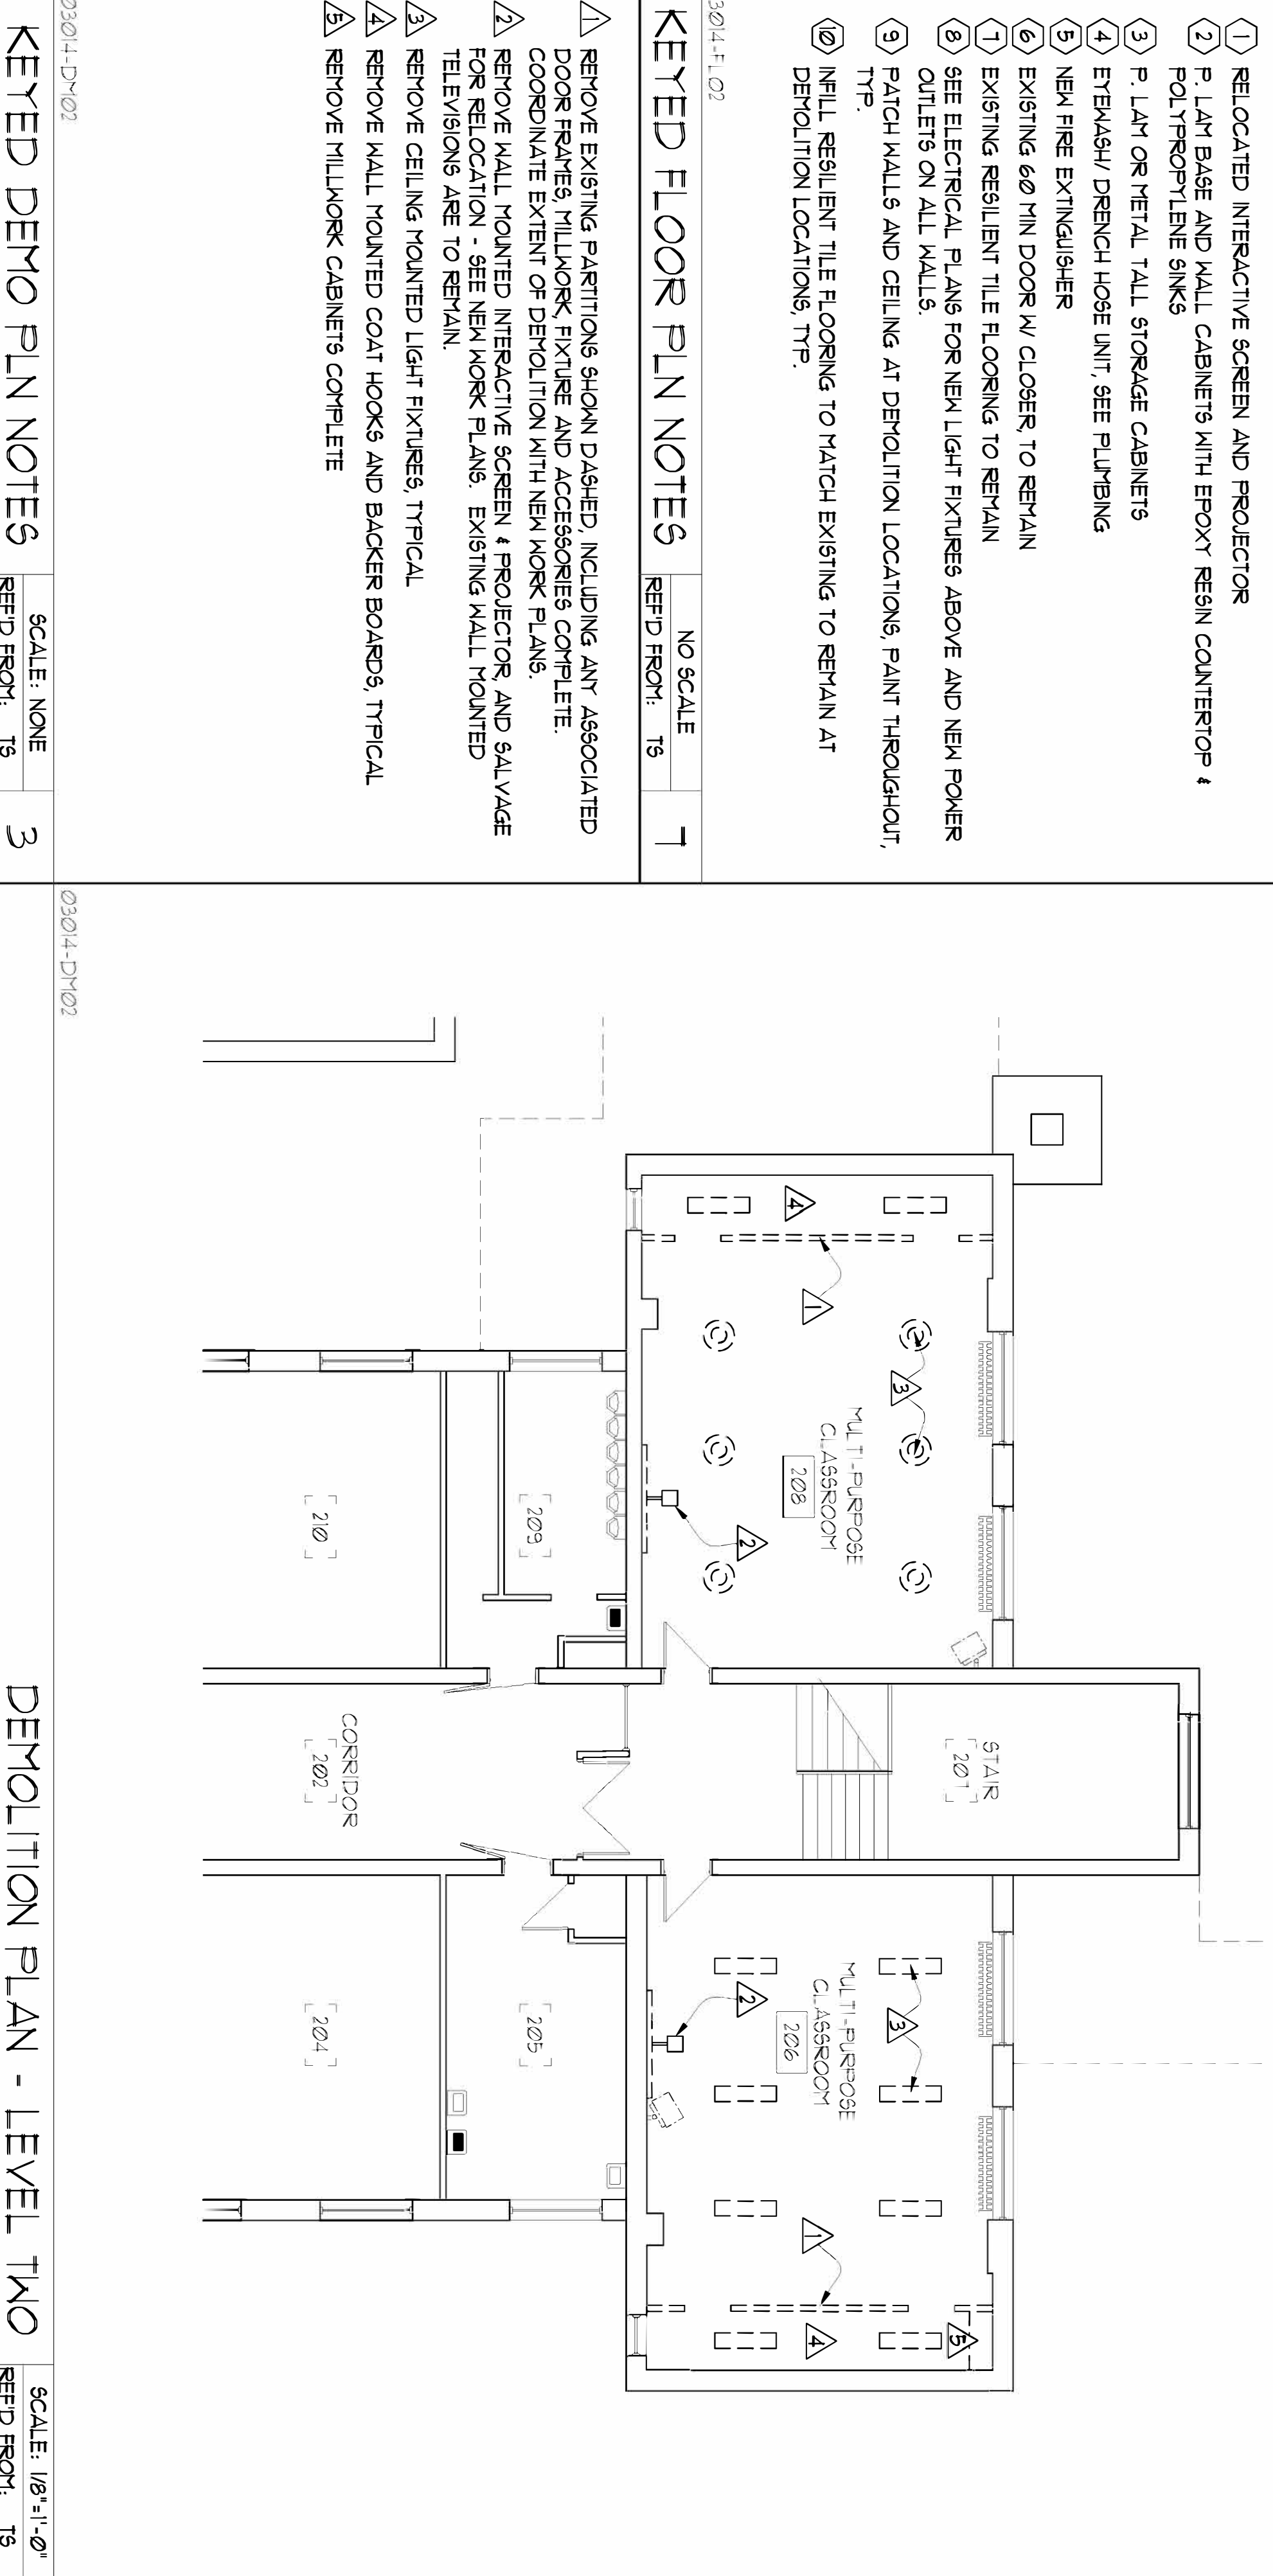 1 RELOCATED INTERACTIVE SCREEN AND PROJECTOR
2 P. LAM BASE AND WALL CABINETS WITH EPOXY RESIN COUNTERTOP &
POLYPROPYLENE SINKS
3 P. LAM OR METAL TALL STORAGE CABINETS
4 EYEWASH/ DRENCH HOSE UNIT, SEE PLUMBING
5 NEW FIRE EXTINGUISHER
6 EXISTING 60 MIN DOOR W/ CLOSER, TO REMAIN
7 EXISTING RESILIENT TILE FLOORING TO REMAIN
8 SEE ELECTRICAL PLANS FOR NEW LIGHT FIXTURES ABOVE AND NEW POWER
OUTLETS ON ALL WALLS.
9 PATCH WALLS AND CEILING AT DEMOLITION LOCATIONS, PAINT THROUGHOUT,
TYP.
10 INFILL RESILIENT TILE FLOORING TO MATCH EXISTING TO REMAIN AT
DEMOLITION LOCATIONS, TYP.
03014-FL02
KEYED FLOOR PLN NOTES
NO SCALE
REF'D FROM: TS
7
1 REMOVE EXISTING PARTITIONS SHOWN DASHED, INCLUDING ANY ASSOCIATED
DOOR FRAMES, MILLWORK, FIXTURE AND ACCESSORIES COMPLETE.
COORDINATE EXTENT OF DEMOLITION WITH NEW WORK PLANS.
2 REMOVE WALL MOUNTED INTERACTIVE SCREEN & PROJECTOR, AND SALVAGE
FOR RELOCATION - SEE NEW WORK PLANS. EXISTING WALL MOUNTED
TELEVISIONS ARE TO REMAIN.
3 REMOVE CEILING MOUNTED LIGHT FIXTURES, TYPICAL
4 REMOVE WALL MOUNTED COAT HOOKS AND BACKER BOARDS, TYPICAL
5 REMOVE MILLWORK CABINETS COMPLETE
03014-DM02
KEYED DEMO PLN NOTES
SCALE: NONE
REF'D FROM: TS
3
STAIR
207
4
1
3
MULTI-PURPOSE
CLASSROOM
208
2
MULTI-PURPOSE
CLASSROOM
206
3
2
1
4
5
209
205
CORRIDOR
202
210
204
03014-DM02
DEMOLITION PLAN - LEVEL TWO
SCALE: 1/8"=1'-0"
REF'D FROM: TS